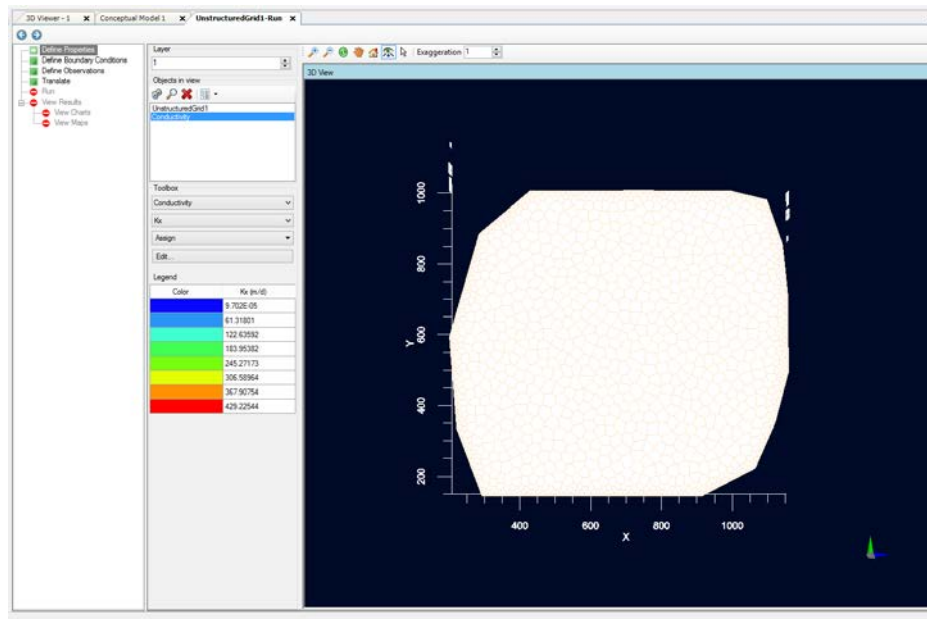 3D Viewer - 1 Conceptual Model 1 UnstructuredGrid1-Run
Define Properties
Define Boundary Conditions
Define Observations
Translate
Run
View Results
View Charts
View Maps
Layer
1
Objects in view
UnstructuredGrid1
Conductivity
Toolbox
Conductivity
Kx
Assign
Edit...
Legend
Color Kx (m/d)
9.702E-05
61.31801
122.63592
183.95382
245.27173
306.58964
367.90754
429.22544
Exaggeration 1
3D View
1000
800
600
400
200
Y
400 600 800 1000
X